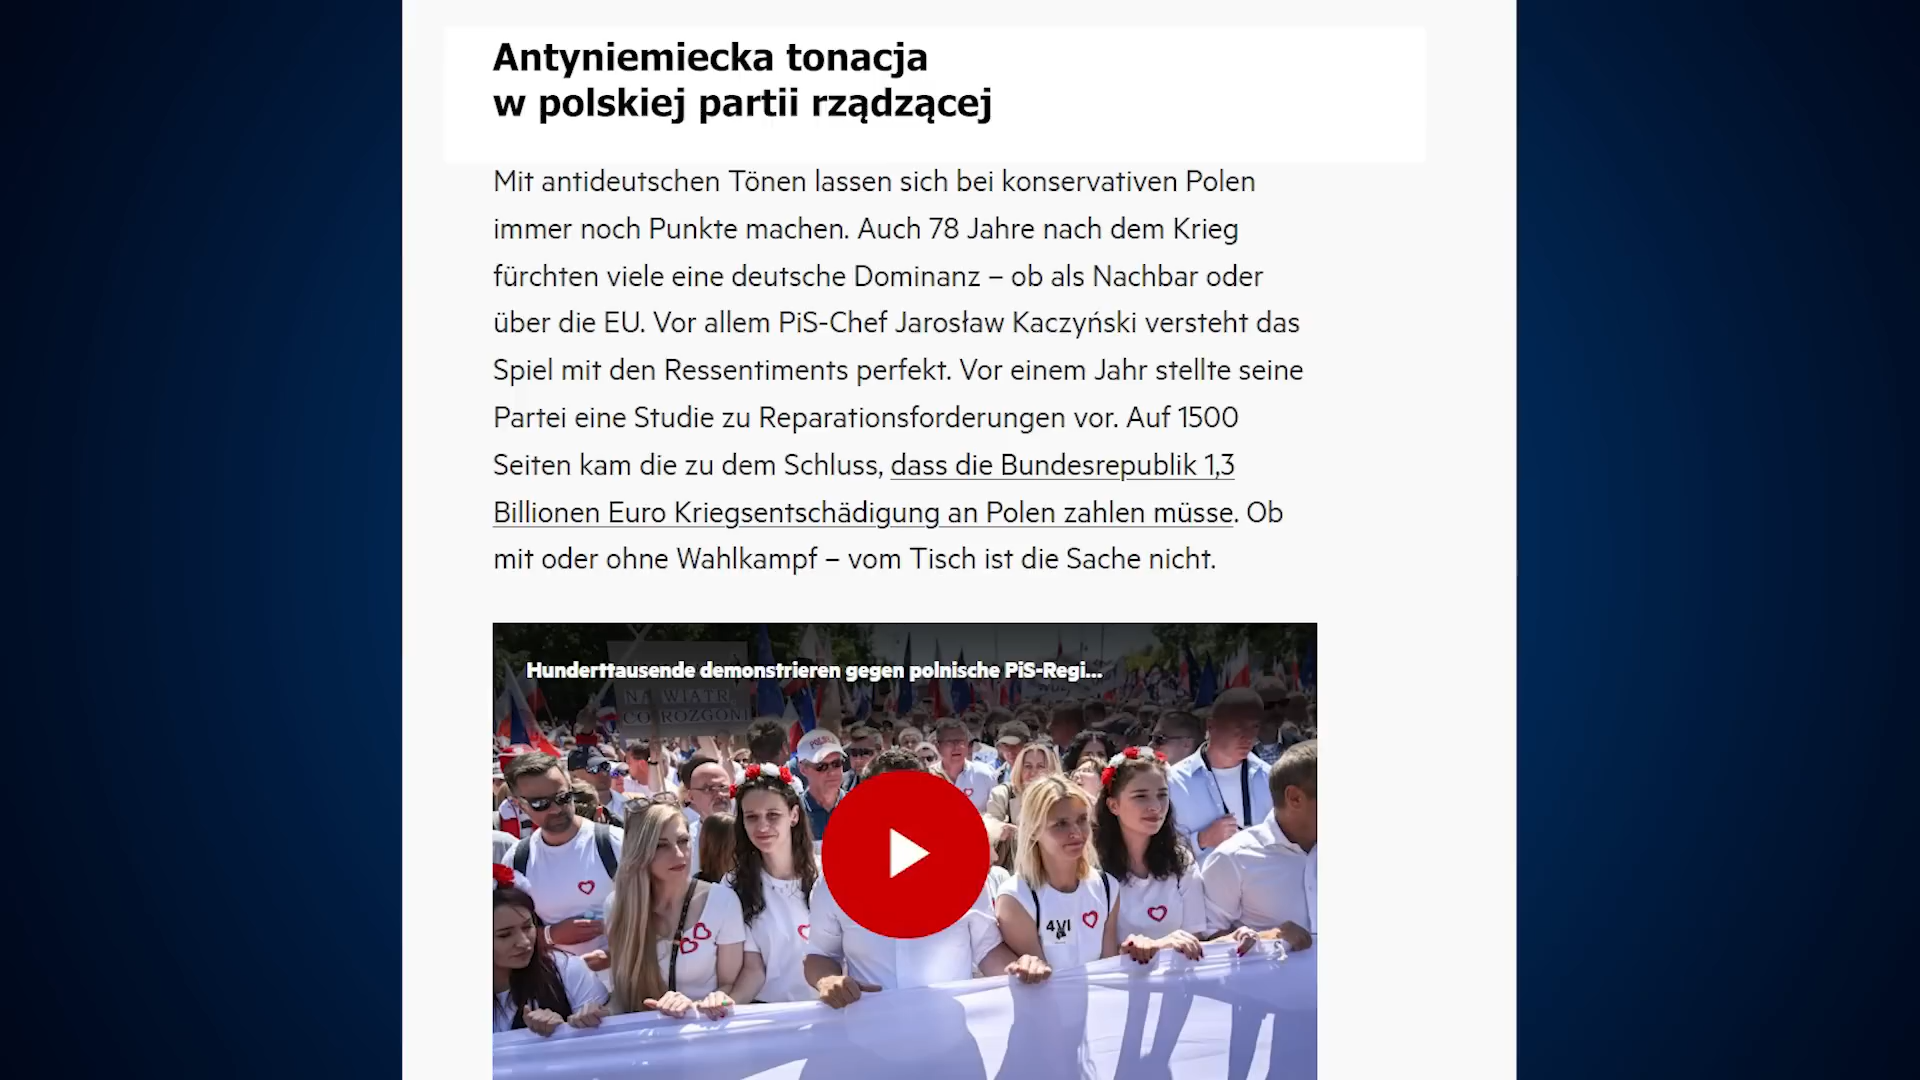 Antyniemiecka tonacja
w polskiej partii rządzącej
Mit antideutschen Tönen lassen sich bei konservativen Polen
immer noch Punkte machen. Auch 78 Jahre nach dem Krieg
fürchten viele eine deutsche Dominanz – ob als Nachbar oder
über die EU. Vor allem PiS-Chef Jarosław Kaczyński versteht das
Spiel mit den Ressentiments perfekt. Vor einem Jahr stellte seine
Partei eine Studie zu Reparationsforderungen vor. Auf 1500
Seiten kam die zu dem Schluss, dass die Bundesrepublik 1,3
Billionen Euro Kriegsentschädigung an Polen zahlen müsse. Ob
mit oder ohne Wahlkampf – vom Tisch ist die Sache nicht.
Hunderttausende demonstrieren gegen polnische PiS-Regi...
NA WIATR,
CO ROZGONI
POLSKA
4VI